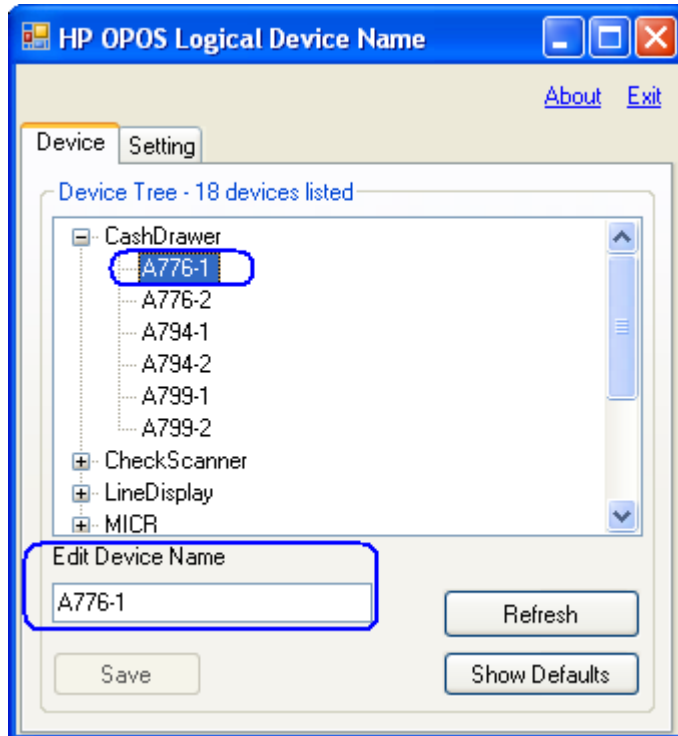 HP OPOS Logical Device Name
About Exit
Device Setting
Device Tree - 18 devices listed
CashDrawer
A776-1
A776-2
A794-1
A794-2
A799-1
A799-2
CheckScanner
LineDisplay
MICR
Edit Device Name
A776-1
Refresh
Save Show Defaults